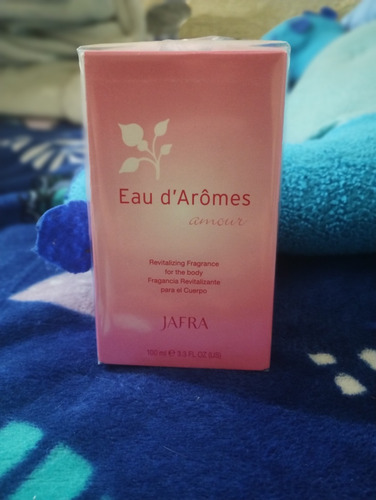 Eau d'Arômes
amour
Revitalizing Fragrance
for the body
Fragancia Revitalizante
para el Cuerpo
JAFRA
100 ml ℮ 3.3 FL OZ (US)